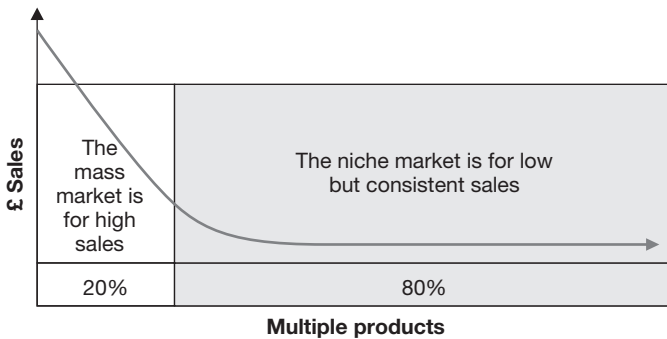 £ Sales
The
mass
market is
for high
sales
The niche market is for low
but consistent sales
20%
80%
Multiple products